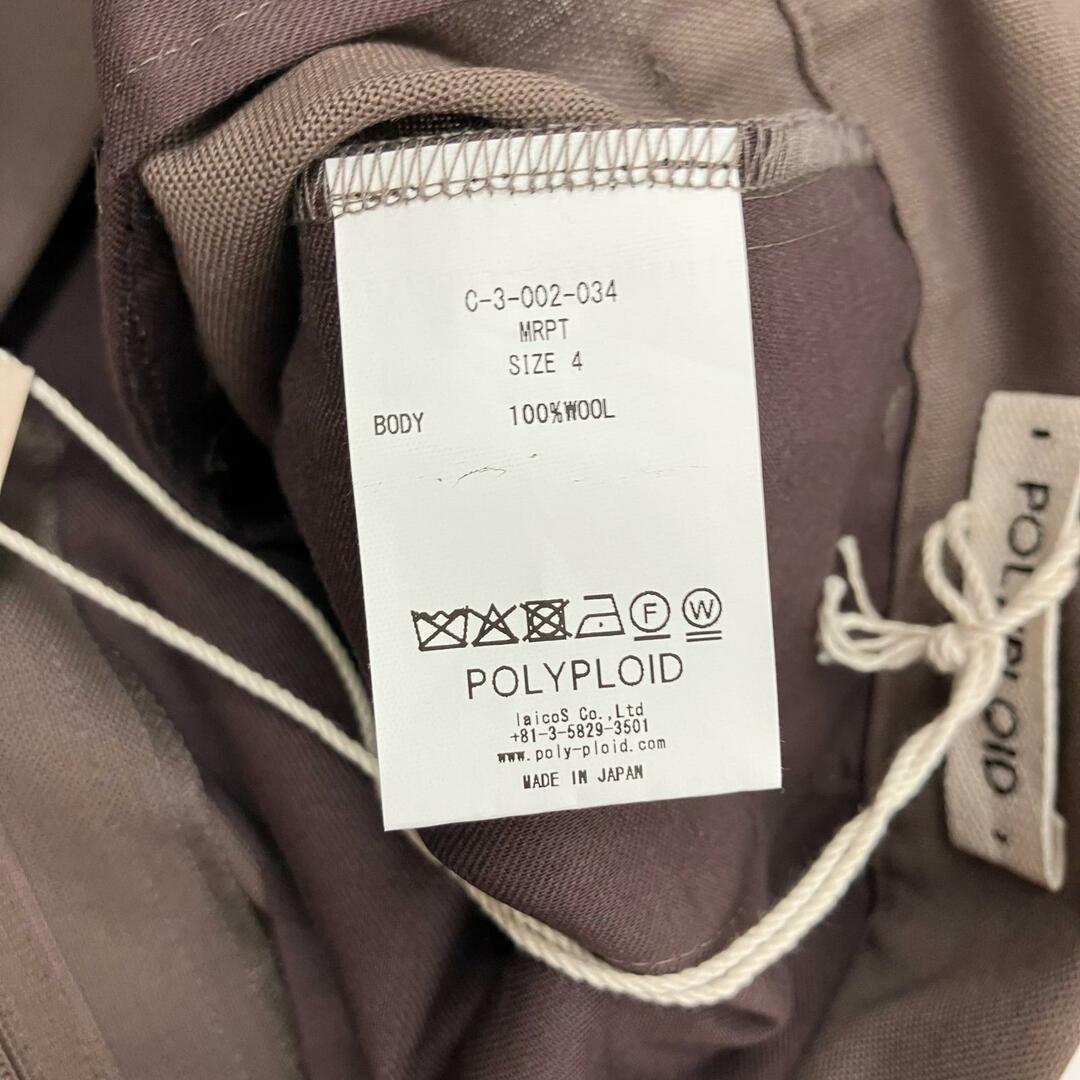 C-3-002-034
MRPT
SIZE 4
BODY 100%WOOL
F W
POLYPLOID
laicoS Co.,Ltd
+81-3-5829-3501
www.poly-ploid.com
MADE IN JAPAN